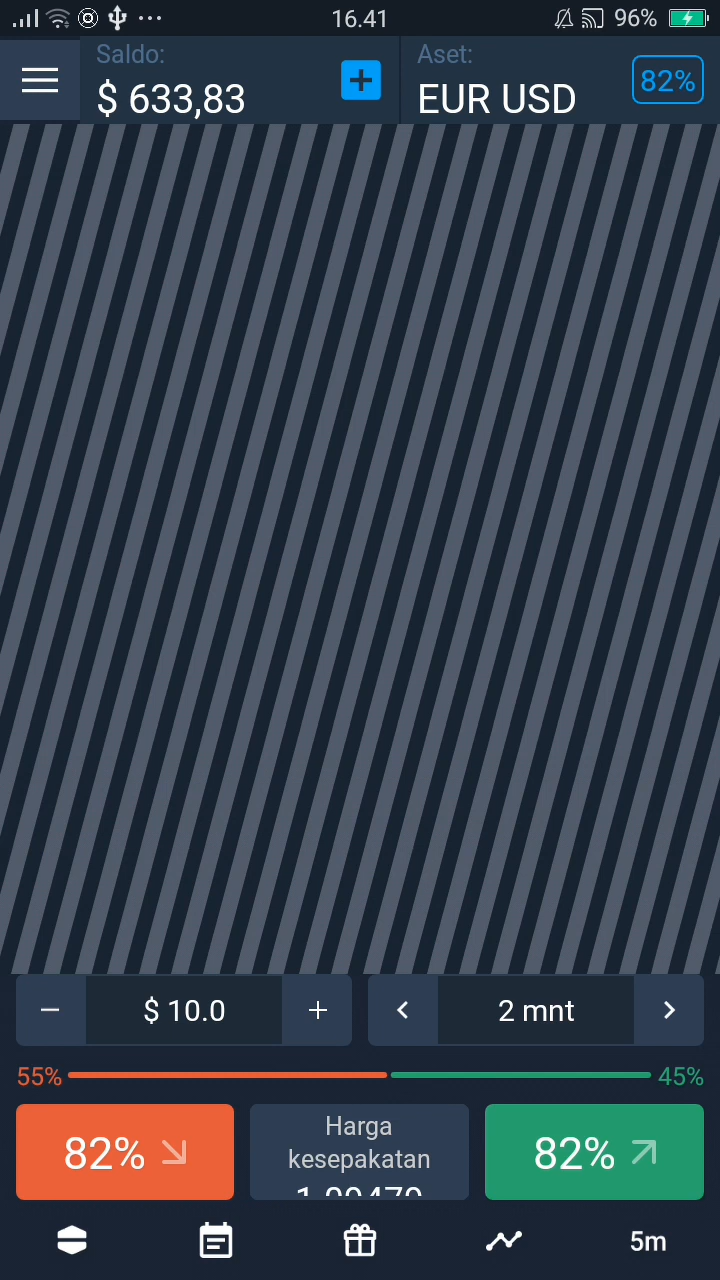 16.41
96%
Saldo:
$ 633,83
Aset:
EUR USD
82%
$ 10.0
2 mnt
55%
45%
82%
Harga
kesepakatan
82%
5m